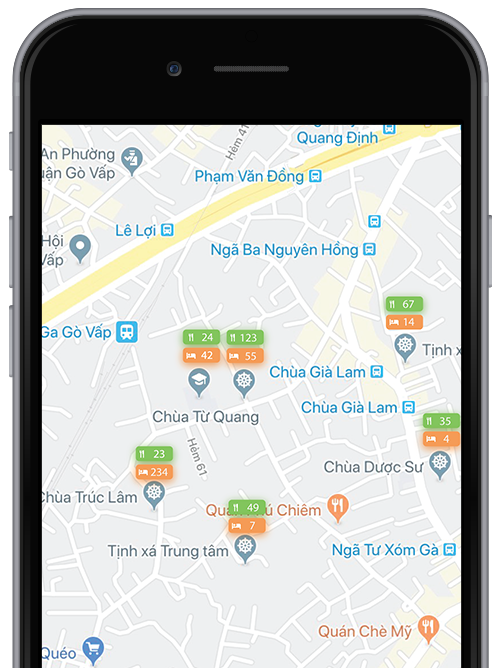 Quang Định
Hẻm 41
An Phường
uận Gò Vấp
Phạm Văn Đồng
Lê Lợi
Hội
Vấp
Ngã Ba Nguyên Hồng
67
14
Ga Gò Vấp
24
123
42
55
Tịnh x
Chùa Già Lam
Chùa Già Lam
Chùa Từ Quang
35
4
Hẻm 61
23
234
Chùa Dược Sư
Chùa Trúc Lâm
49
7
Quán Chiêm
Tịnh xá Trung tâm
Ngã Tư Xóm Gà
Quán Chè Mỹ
Quéo